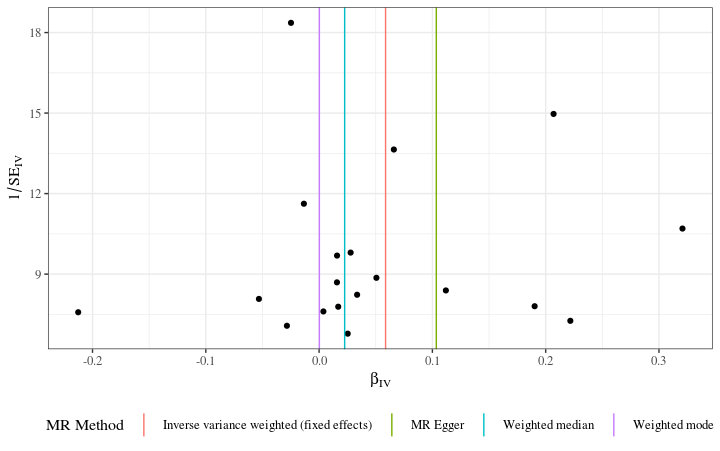 18
15
12
9
1/SE_IV
-0.2 -0.1 0.0 0.1 0.2 0.3
β_IV
MR Method Inverse variance weighted (fixed effects) MR Egger Weighted median Weighted mode